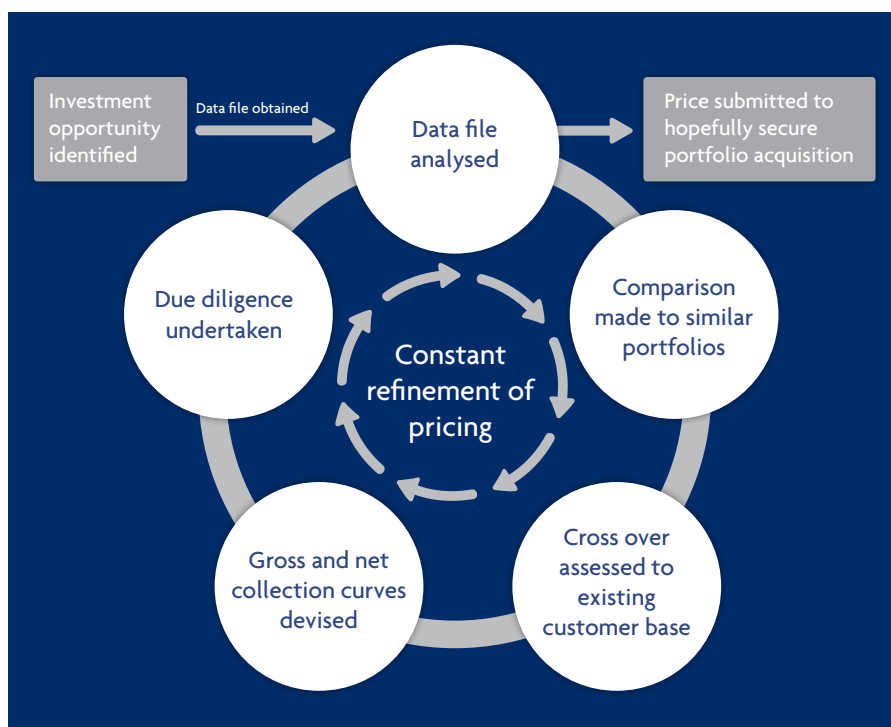 Investment
opportunity
identified
Data file obtained
Data file
analysed
Price submitted to
hopefully secure
portfolio acquisition
Due diligence
undertaken
Comparison
made to similar
portfolios
Constant
refinement of
pricing
Gross and net
collection curves
devised
Cross over
assessed to
existing
customer base